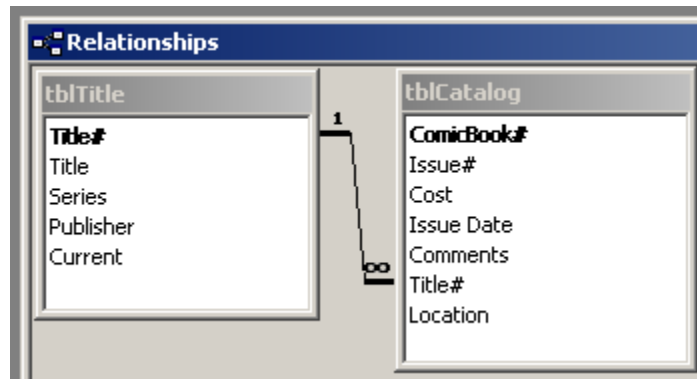 Relationships
tblTitle
Title#
Title
Series
Publisher
Current
1
∞
tblCatalog
ComicBook#
Issue#
Cost
Issue Date
Comments
Title#
Location